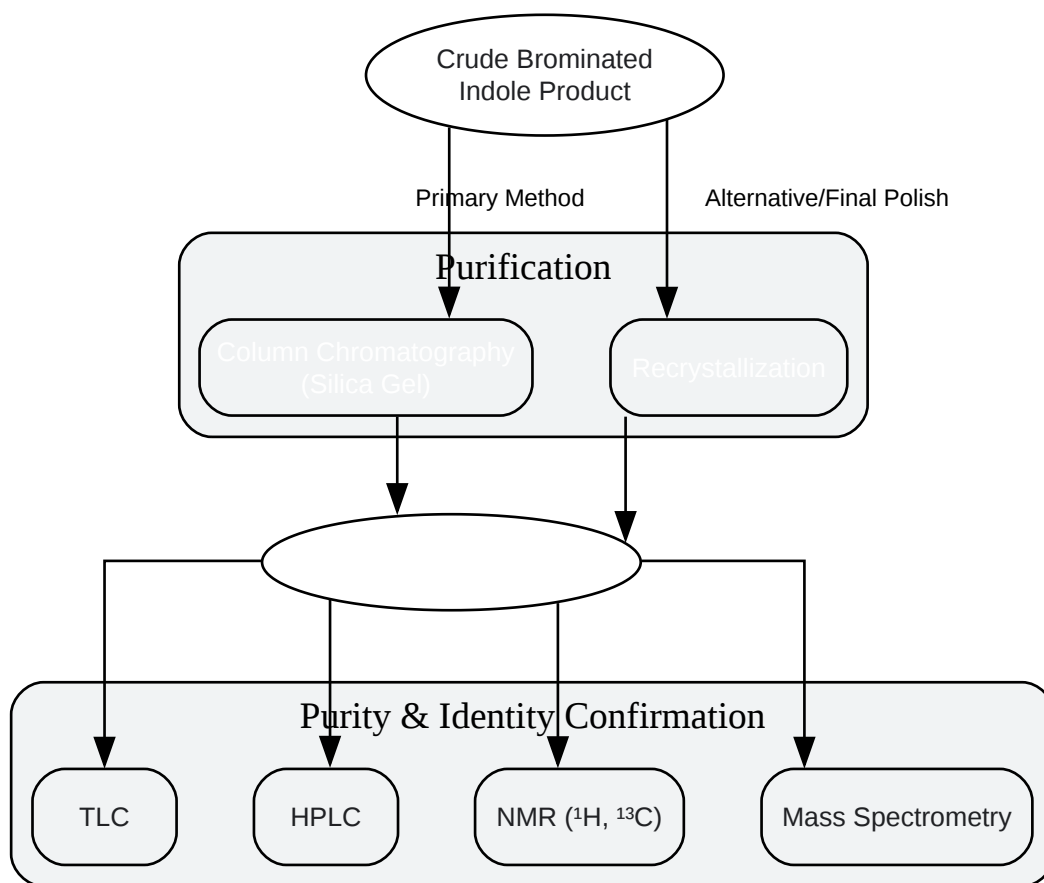 Crude Brominated
Indole Product
Primary Method
Alternative/Final Polish
Purification
Column Chromatography
(Silica Gel)
Recrystallization
Purity & Identity Confirmation
TLC
HPLC
NMR (¹H, ¹³C)
Mass Spectrometry